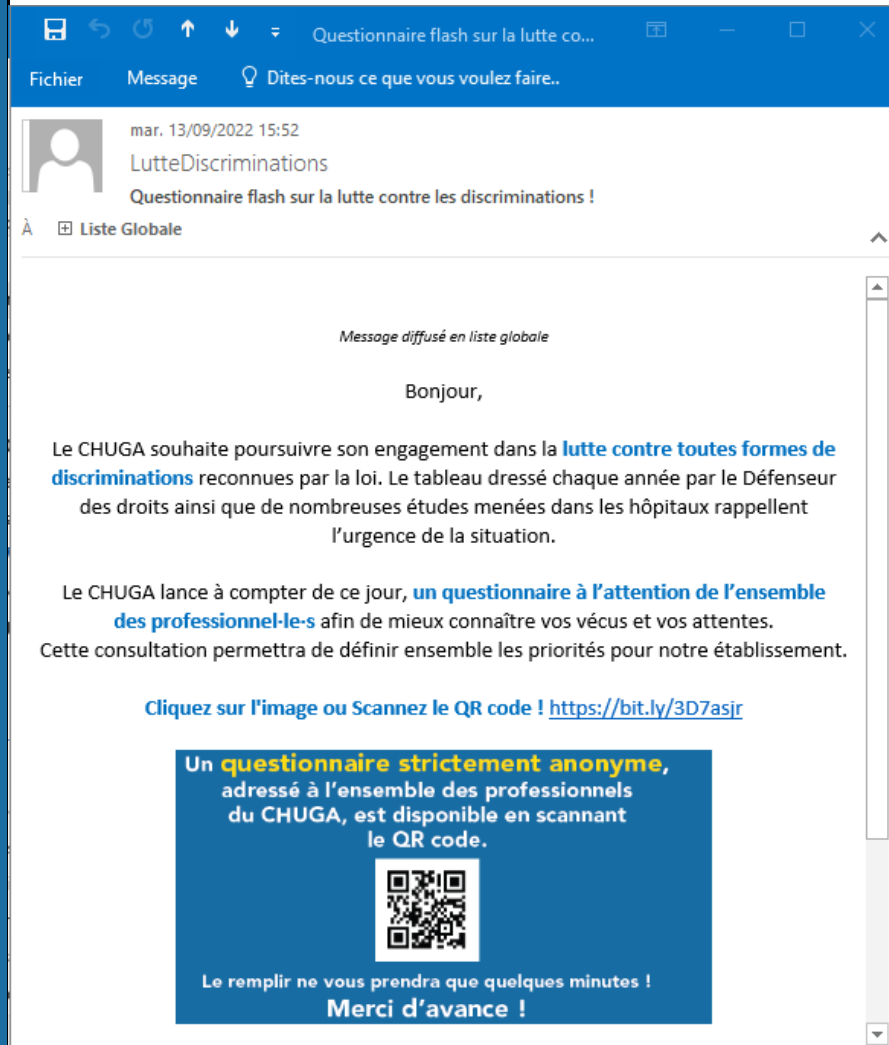 Questionnaire flash sur la lutte co...
Fichier Message Dites-nous ce que vous voulez faire..
mar. 13/09/2022 15:52
LutteDiscriminations
Questionnaire flash sur la lutte contre les discriminations !
À Liste Globale
Message diffusé en liste globale
Bonjour,
Le CHUGA souhaite poursuivre son engagement dans la lutte contre toutes formes de
discriminations reconnues par la loi. Le tableau dressé chaque année par le Défenseur
des droits ainsi que de nombreuses études menées dans les hôpitaux rappellent
l’urgence de la situation.
Le CHUGA lance à compter de ce jour, un questionnaire à l’attention de l’ensemble
des professionnel·le·s afin de mieux connaître vos vécus et vos attentes.
Cette consultation permettra de définir ensemble les priorités pour notre établissement.
Cliquez sur l'image ou Scannez le QR code ! https://bit.ly/3D7asjr
Un questionnaire strictement anonyme,
adressé à l’ensemble des professionnels
du CHUGA, est disponible en scannant
le QR code.
Le remplir ne vous prendra que quelques minutes !
Merci d’avance !